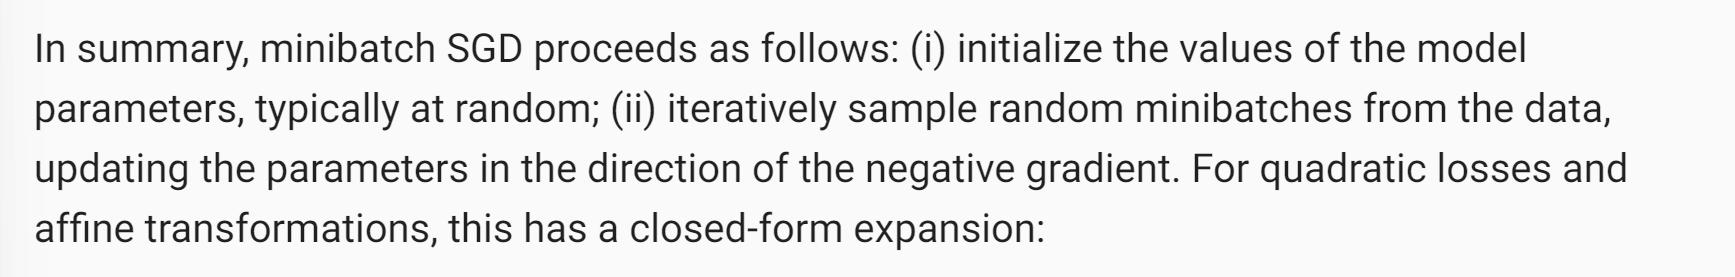 In summary, minibatch SGD proceeds as follows: (i) initialize the values of the model
parameters, typically at random; (ii) iteratively sample random minibatches from the data,
updating the parameters in the direction of the negative gradient. For quadratic losses and
affine transformations, this has a closed-form expansion: